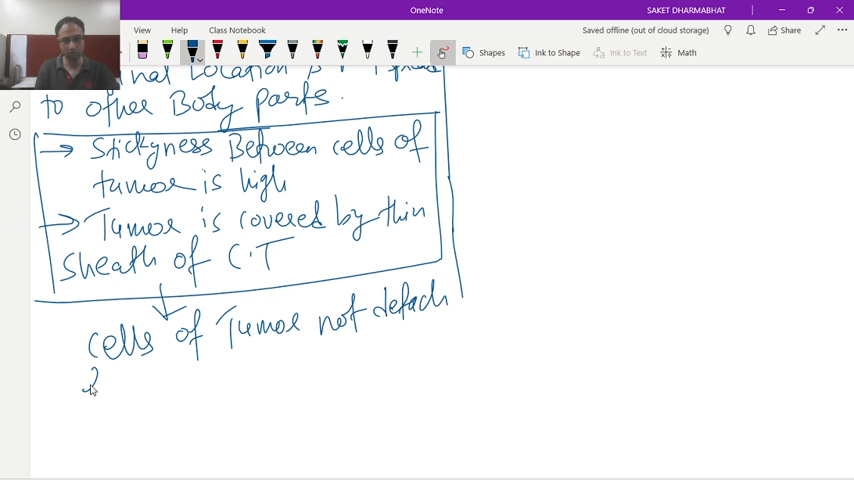 OneNote
SAKET DHARMABHAT
View Help Class Notebook
Saved offline (out of cloud storage)
Share
Shapes
Ink to Shape
Ink to Text
Math
Location is
to other Body parts.
→ Stickyness Between cells of
tumor is high
→ Tumor is covered by thin
sheath of C.T
cells of Tumor not detach